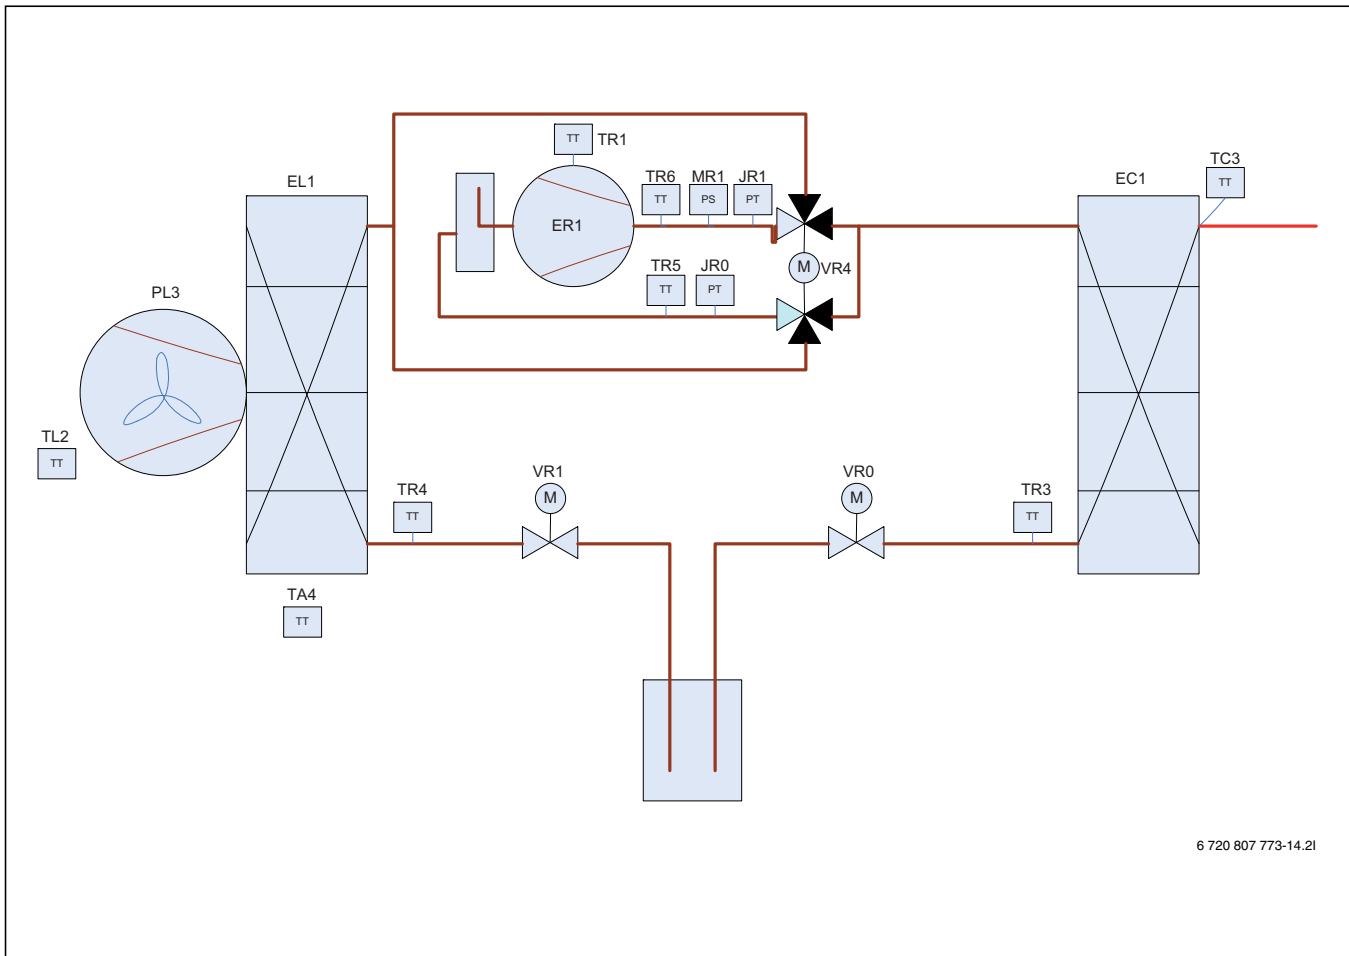 TT TR1
TC3
TT
TR6 MR1 JR1
TT PS PT
EL1
EC1
ER1
TR5 JR0
TT PT
M VR4
PL3
TL2
TT
VR1
M
VR0
M
TR4
TT
TR3
TT
TA4
TT
6 720 807 773-14.2I